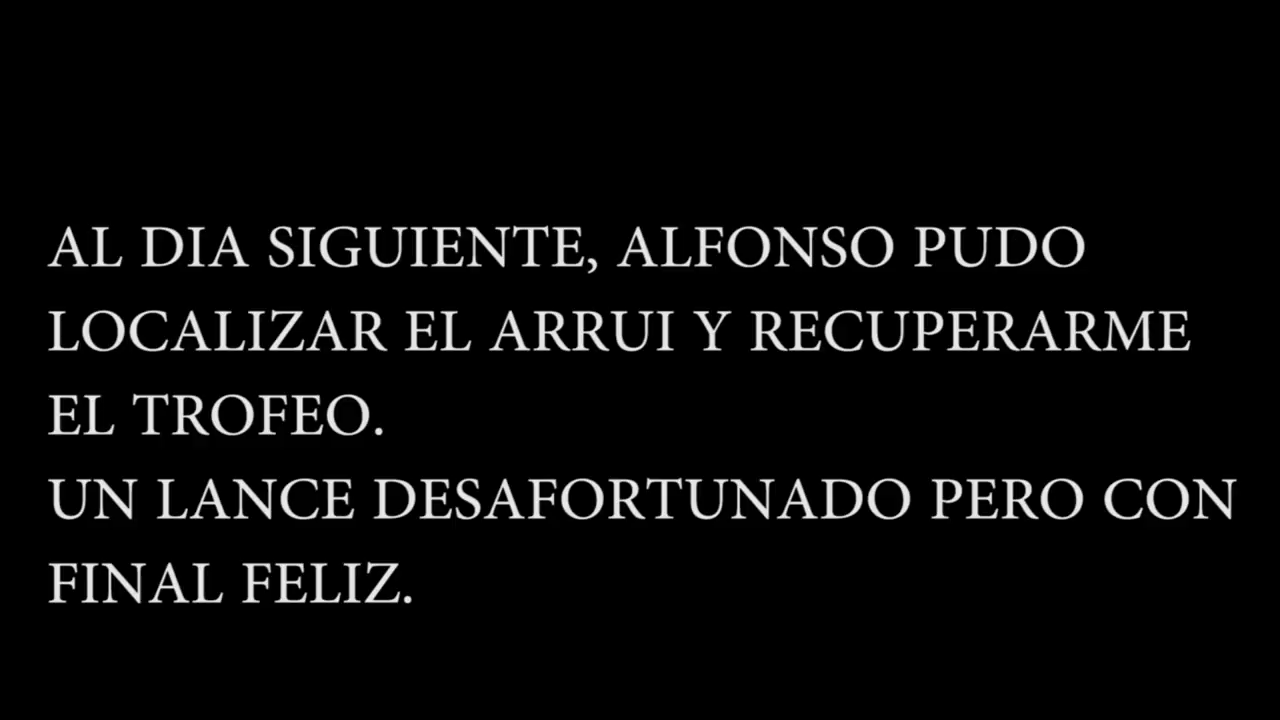 AL DIA SIGUIENTE, ALFONSO PUDO
LOCALIZAR EL ARRUI Y RECUPERARME
EL TROFEO.
UN LANCE DESAFORTUNADO PERO CON
FINAL FELIZ.